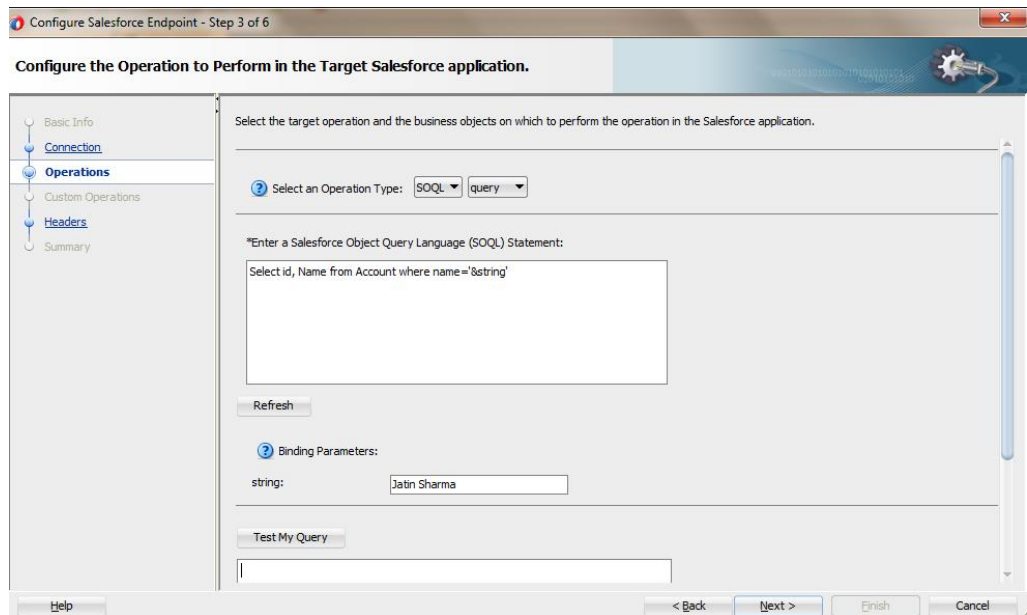 Configure Salesforce Endpoint - Step 3 of 6
Configure the Operation to Perform in the Target Salesforce application.
Basic Info
Connection
Operations
Custom Operations
Headers
Summary
Select the target operation and the business objects on which to perform the operation in the Salesforce application.
Select an Operation Type: SOQL query
*Enter a Salesforce Object Query Language (SOQL) Statement:
Select id, Name from Account where name='&string'
Refresh
Binding Parameters:
string: Jatin Sharma
Test My Query
Help < Back Next > Finish Cancel